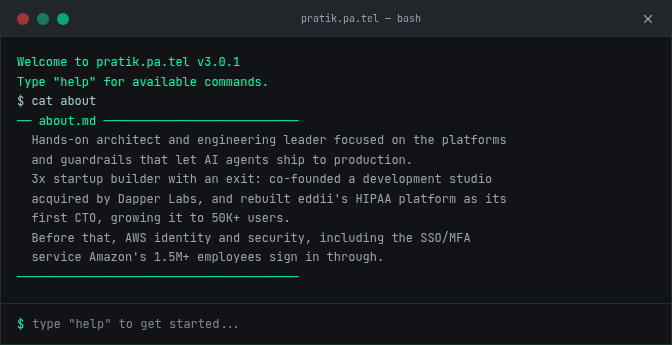 pratik.pa.tel — bash ×
Welcome to pratik.pa.tel v3.0.1
Type "help" for available commands.
$ cat about
── about.md ───────────────────────────
Hands-on architect and engineering leader focused on the platforms
and guardrails that let AI agents ship to production.
3x startup builder with an exit: co-founded a development studio
acquired by Dapper Labs, and rebuilt eddii's HIPAA platform as its
first CTO, growing it to 50K+ users.
Before that, AWS identity and security, including the SSO/MFA
service Amazon's 1.5M+ employees sign in through.
───────────────────────────────────────
$ type "help" to get started...